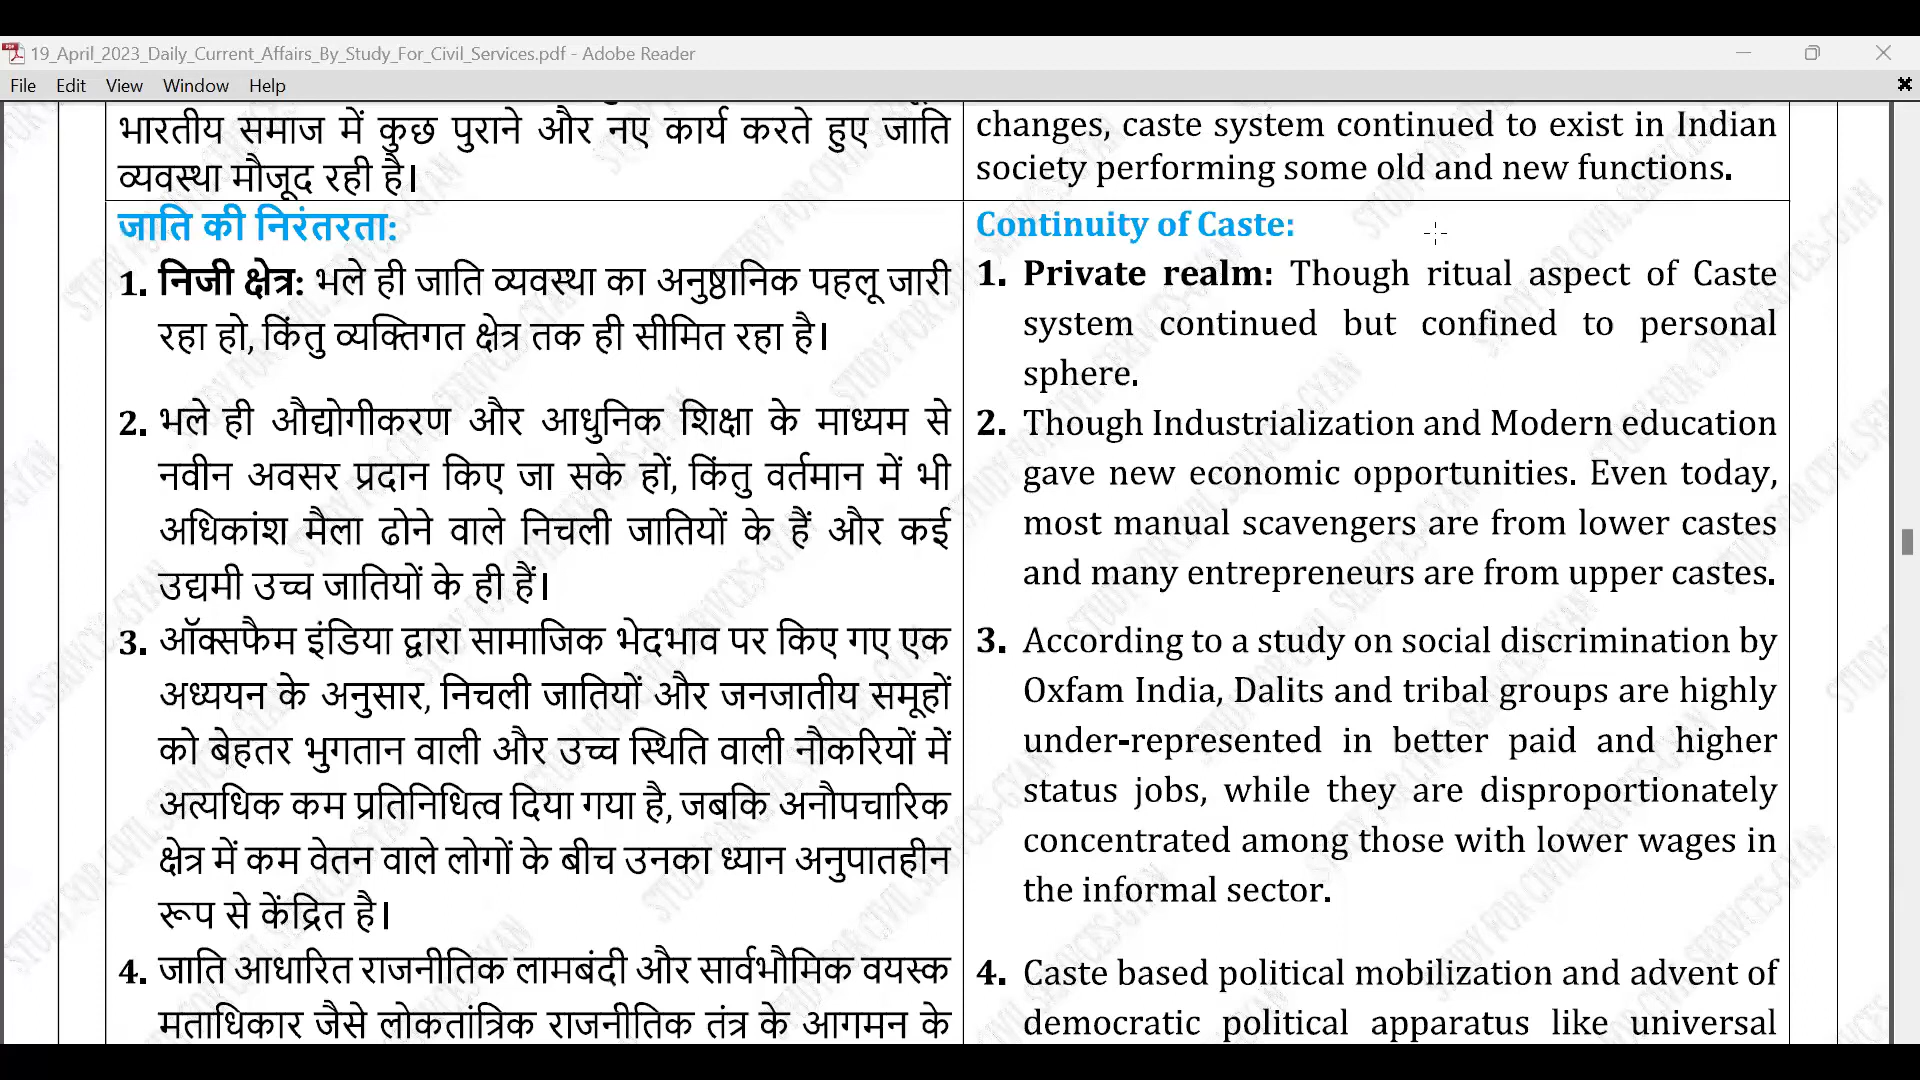 19_April_2023_Daily_Current_Affairs_By_Study_For_Civil_Services.pdf - Adobe Reader
File Edit View Window Help
भारतीय समाज में कुछ पुराने और नए कार्य करते हुए जाति
व्यवस्था मौजूद रही है।
जाति की निरंतरता:
1. निजी क्षेत्र: भले ही जाति व्यवस्था का अनुष्ठानिक पहलू जारी
रहा हो, किंतु व्यक्तिगत क्षेत्र तक ही सीमित रहा है।
2. भले ही औद्योगीकरण और आधुनिक शिक्षा के माध्यम से
नवीन अवसर प्रदान किए जा सके हों, किंतु वर्तमान में भी
अधिकांश मैला ढोने वाले निचली जातियों के हैं और कई
उद्यमी उच्च जातियों के ही हैं।
3. ऑक्सफैम इंडिया द्वारा सामाजिक भेदभाव पर किए गए एक
अध्ययन के अनुसार, निचली जातियों और जनजातीय समूहों
को बेहतर भुगतान वाली और उच्च स्थिति वाली नौकरियों में
अत्यधिक कम प्रतिनिधित्व दिया गया है, जबकि अनौपचारिक
क्षेत्र में कम वेतन वाले लोगों के बीच उनका ध्यान अनुपातहीन
रूप से केंद्रित है।
4. जाति आधारित राजनीतिक लामबंदी और सार्वभौमिक वयस्क
मताधिकार जैसे लोकतांत्रिक राजनीतिक तंत्र के आगमन के
changes, caste system continued to exist in Indian
society performing some old and new functions.
Continuity of Caste:
1. Private realm: Though ritual aspect of Caste
system continued but confined to personal
sphere.
2. Though Industrialization and Modern education
gave new economic opportunities. Even today,
most manual scavengers are from lower castes
and many entrepreneurs are from upper castes.
3. According to a study on social discrimination by
Oxfam India, Dalits and tribal groups are highly
under-represented in better paid and higher
status jobs, while they are disproportionately
concentrated among those with lower wages in
the informal sector.
4. Caste based political mobilization and advent of
democratic political apparatus like universal
STUDY FOR CIVIL SERIVCES-GYAN